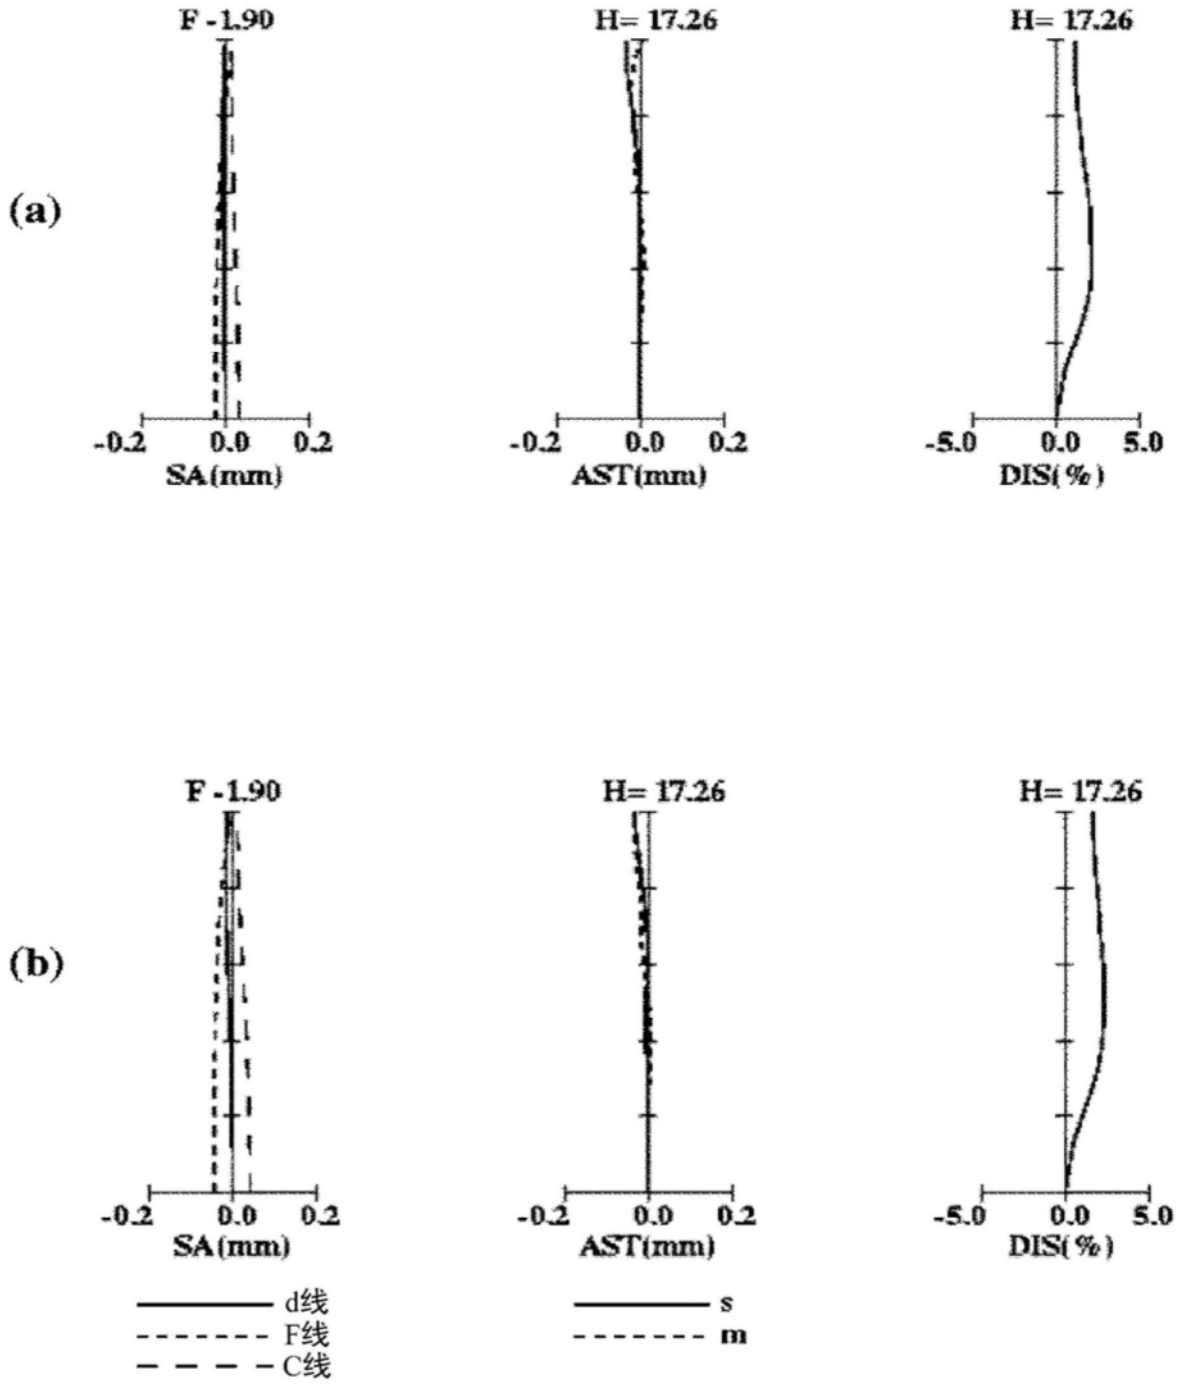 F -1.90 H= 17.26 H= 17.26
(a)
-0.2 0.0 0.2 -0.2 0.0 0.2 -5.0 0.0 5.0
SA(mm) AST(mm) DIS(%)
F -1.90 H= 17.26 H= 17.26
(b)
-0.2 0.0 0.2 -0.2 0.0 0.2 -5.0 0.0 5.0
SA(mm) AST(mm) DIS(%)
d线 s
F线 m
C线